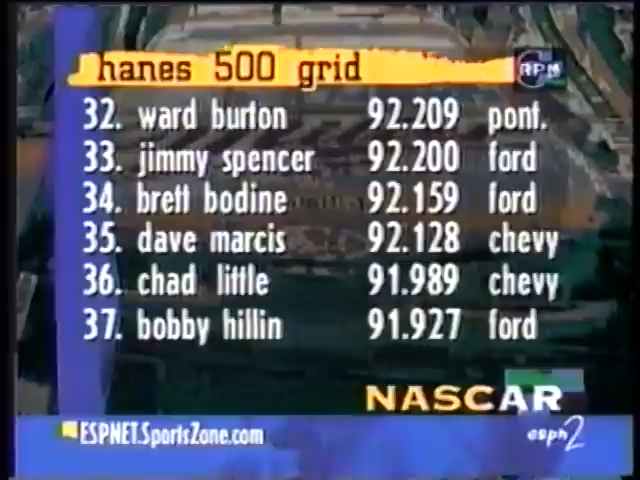 hanes 500 grid RPM
32. ward burton 92.209 pont.
33. jimmy spencer 92.200 ford
34. brett bodine 92.159 ford
35. dave marcis 92.128 chevy
36. chad little 91.989 chevy
37. bobby hillin 91.927 ford
NASCAR
ESPNET.SportsZone.com espn2